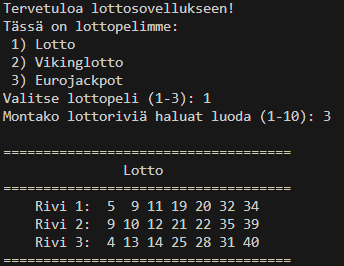 Tervetuloa lottosovellukseen!
Tässä on lottopelimme:
 1) Lotto
 2) Vikinglotto
 3) Eurojackpot
Valitse lottopeli (1-3): 1
Montako lottoriviä haluat luoda (1-10): 3

====================================
               Lotto
====================================
    Rivi 1:  5  9 11 19 20 32 34
    Rivi 2:  9 10 12 21 22 35 39
    Rivi 3:  4 13 14 25 28 31 40
====================================